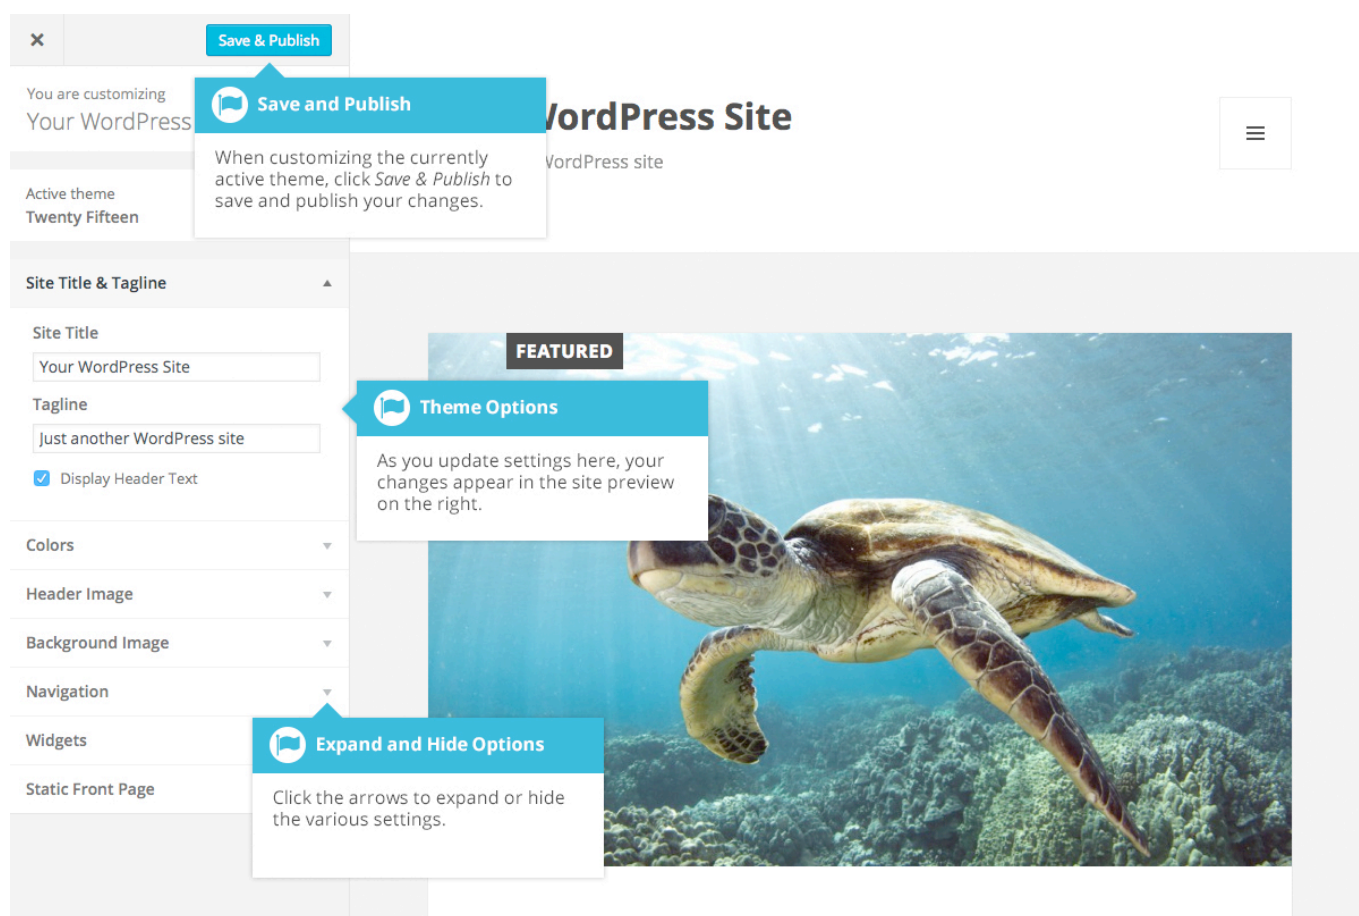 Save & Publish
You are customizing
Your WordPress
Save and Publish
When customizing the currently
active theme, click Save & Publish to
save and publish your changes.
WordPress Site
WordPress site
Active theme
Twenty Fifteen
Site Title & Tagline
Site Title
Your WordPress Site
Tagline
Just another WordPress site
Display Header Text
FEATURED
Theme Options
As you update settings here, your
changes appear in the site preview
on the right.
Colors
Header Image
Background Image
Navigation
Widgets
Static Front Page
Expand and Hide Options
Click the arrows to expand or hide
the various settings.